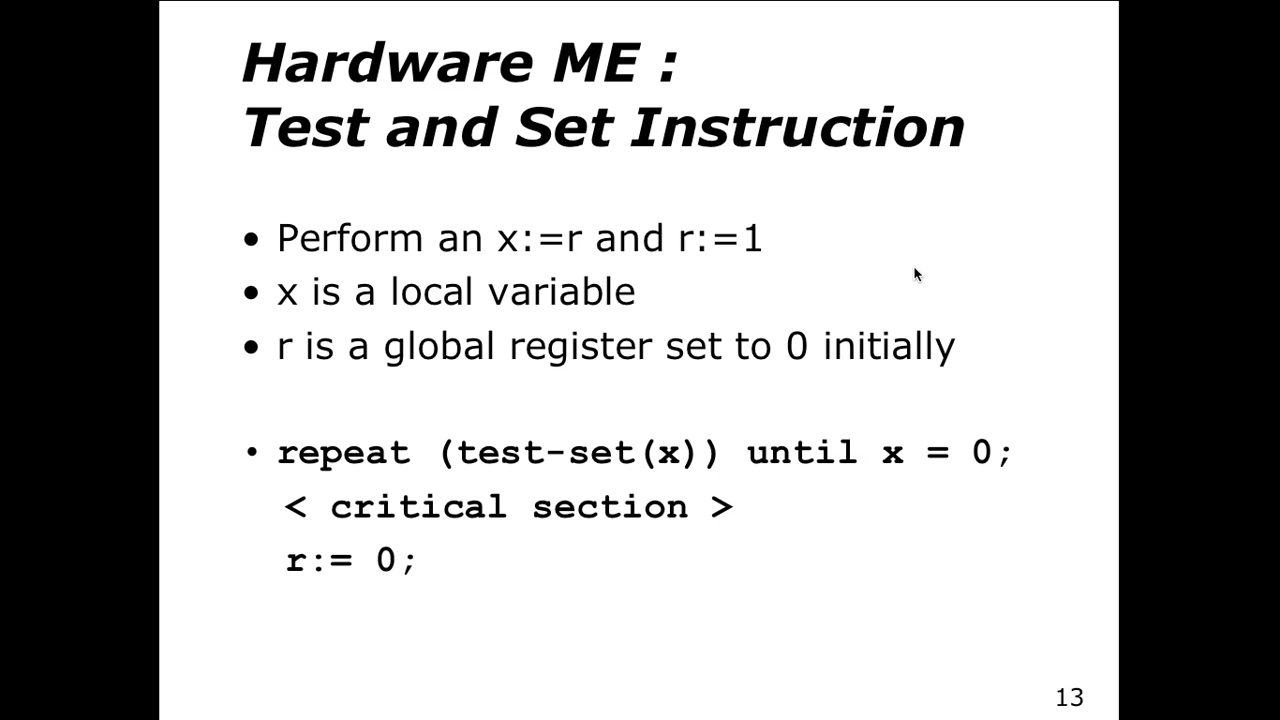 Hardware ME :
Test and Set Instruction
• Perform an x:=r and r:=1
• x is a local variable
• r is a global register set to 0 initially
• repeat (test-set(x)) until x = 0;
< critical section >
r:= 0;
13